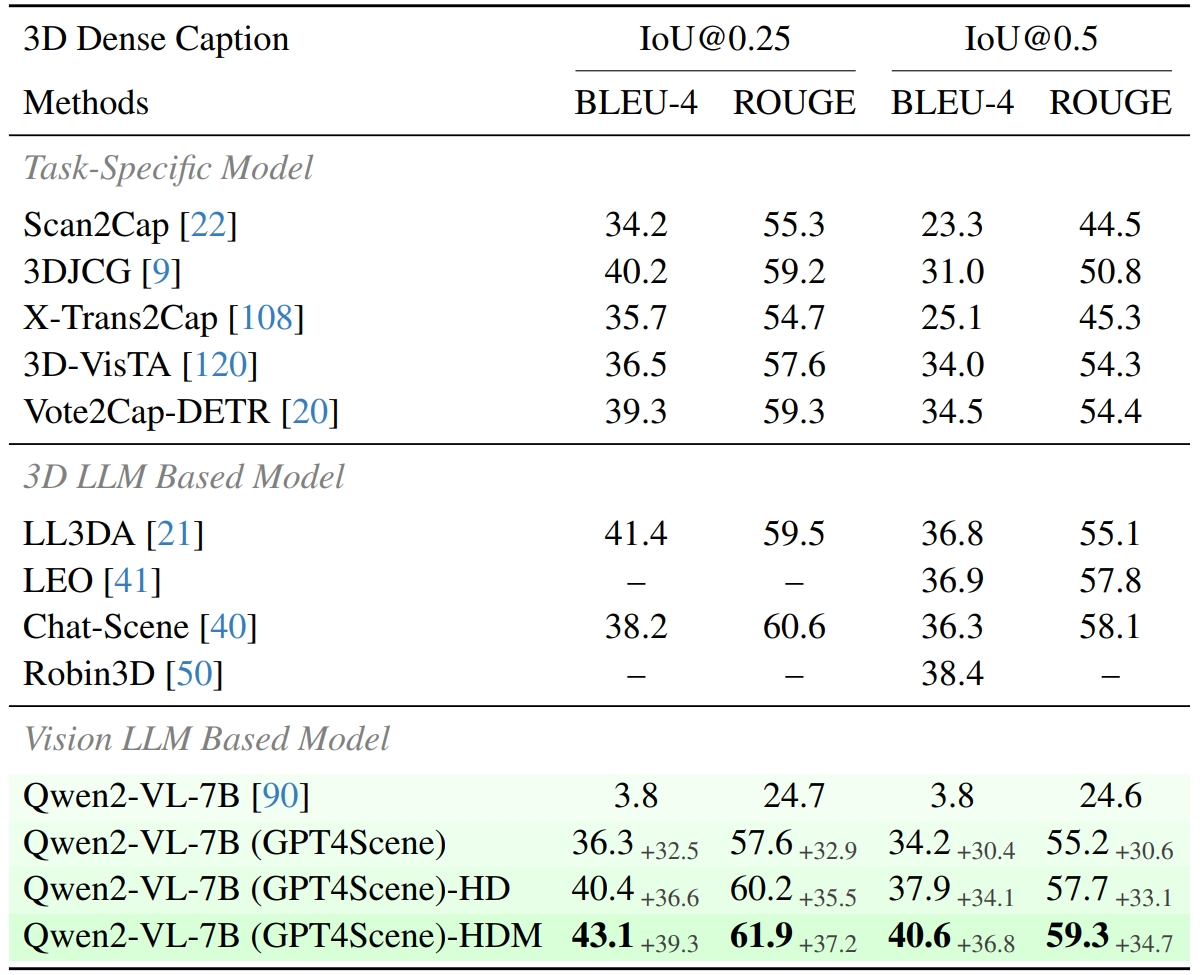 3D Dense Caption IoU@0.25 IoU@0.5
Methods BLEU-4 ROUGE BLEU-4 ROUGE
Task-Specific Model
Scan2Cap [22] 34.2 55.3 23.3 44.5
3DJCG [9] 40.2 59.2 31.0 50.8
X-Trans2Cap [108] 35.7 54.7 25.1 45.3
3D-VisTA [120] 36.5 57.6 34.0 54.3
Vote2Cap-DETR [20] 39.3 59.3 34.5 54.4
3D LLM Based Model
LL3DA [21] 41.4 59.5 36.8 55.1
LEO [41] – – 36.9 57.8
Chat-Scene [40] 38.2 60.6 36.3 58.1
Robin3D [50] – – 38.4 –
Vision LLM Based Model
Qwen2-VL-7B [90] 3.8 24.7 3.8 24.6
Qwen2-VL-7B (GPT4Scene) 36.3 +32.5 57.6 +32.9 34.2 +30.4 55.2 +30.6
Qwen2-VL-7B (GPT4Scene)-HD 40.4 +36.6 60.2 +35.5 37.9 +34.1 57.7 +33.1
Qwen2-VL-7B (GPT4Scene)-HDM 43.1 +39.3 61.9 +37.2 40.6 +36.8 59.3 +34.7